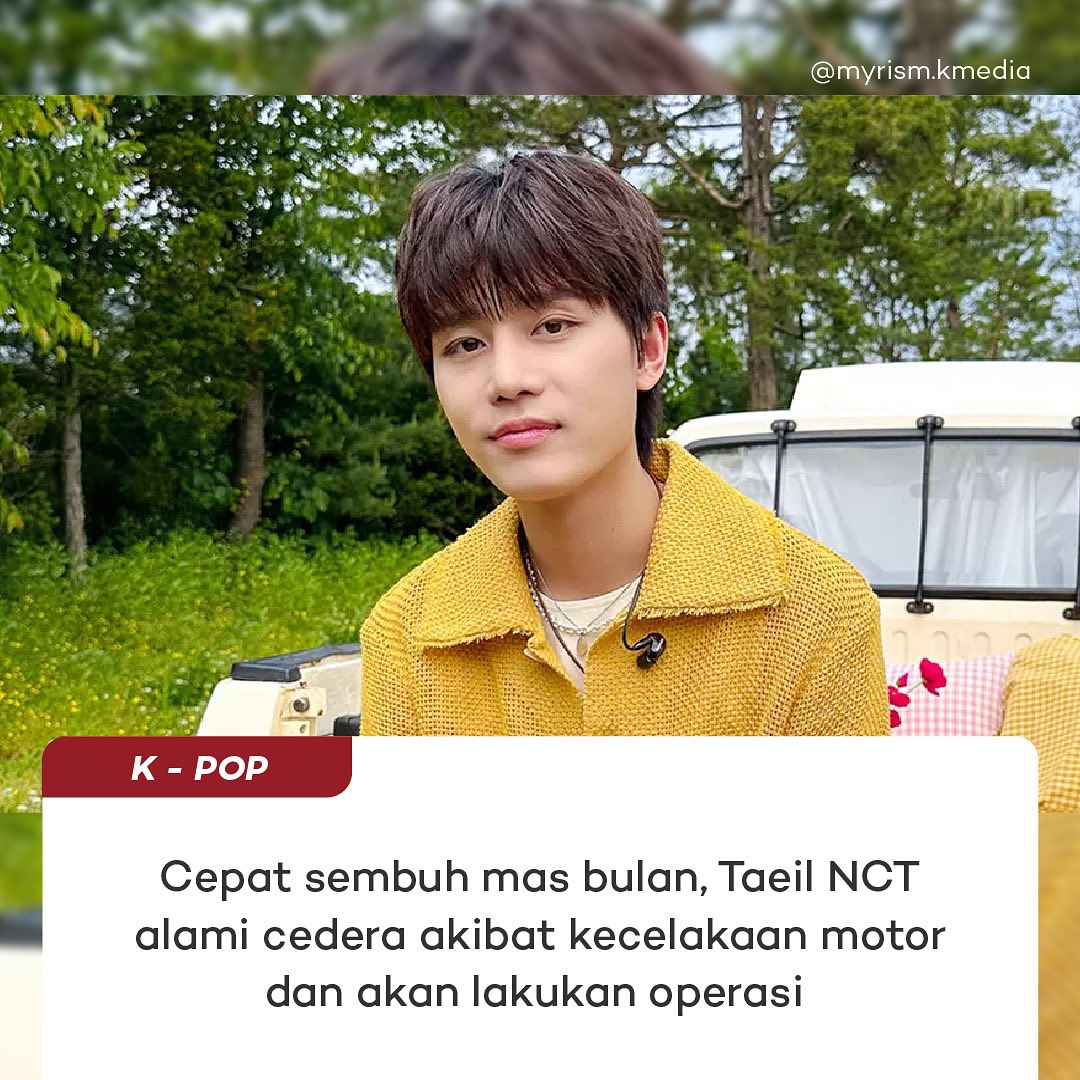 @myrism.kmedia
K - POP
Cepat sembuh mas bulan, Taeil NCT
alami cedera akibat kecelakaan motor
dan akan lakukan operasi